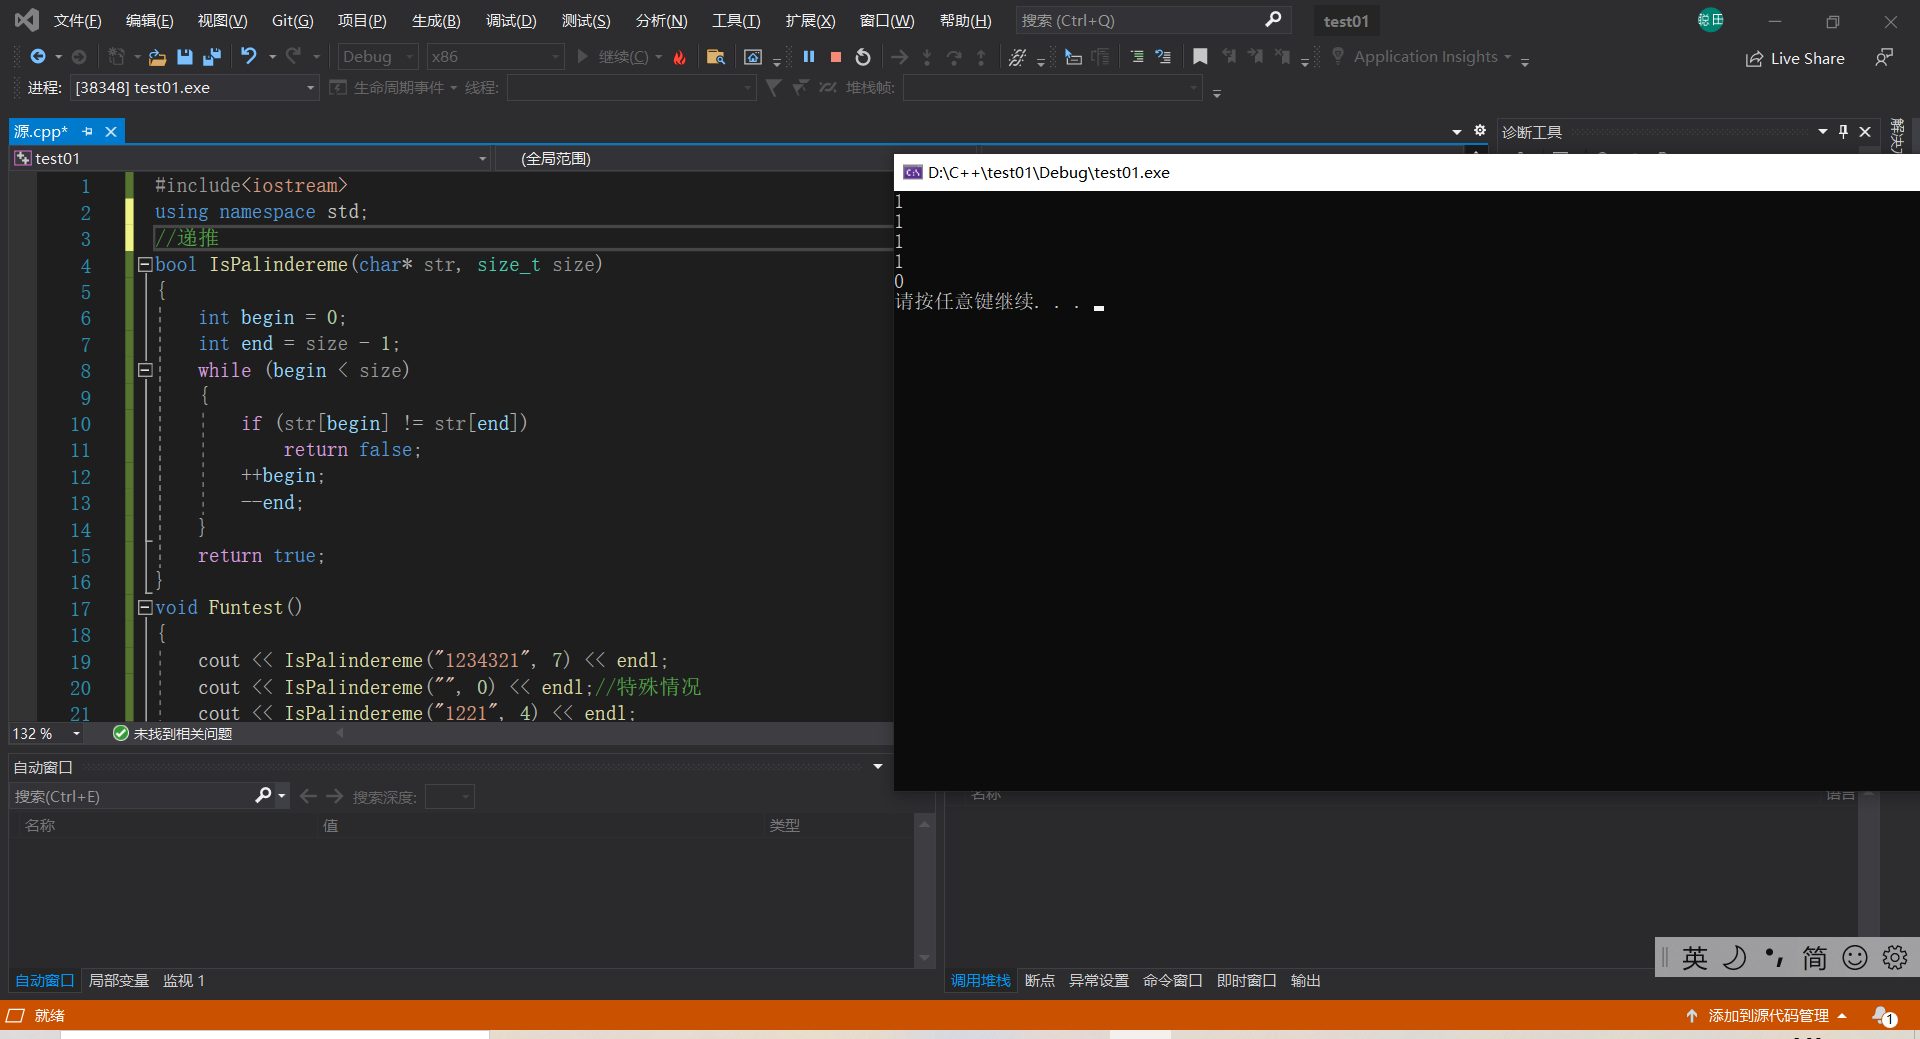 文件(F) 编辑(E) 视图(V) Git(G) 项目(P) 生成(B) 调试(D) 测试(S) 分析(N) 工具(T) 扩展(X) 窗口(W) 帮助(H) 搜索 (Ctrl+Q) test01
Debug x86 继续(C) Application Insights Live Share
进程: [38348] test01.exe 生命周期事件 线程: 堆栈帧:
源.cpp* 诊断工具
test01 (全局范围)
D:\C++\test01\Debug\test01.exe
1
1
1
1
0
请按任意键继续. . .
1 #include<iostream>
2 using namespace std;
3 //递推
4 bool IsPalindereme(char* str, size_t size)
5 {
6 int begin = 0;
7 int end = size - 1;
8 while (begin < size)
9 {
10 if (str[begin] != str[end])
11 return false;
12 ++begin;
13 --end;
14 }
15 return true;
16 }
17 void Funtest()
18 {
19 cout << IsPalindereme("1234321", 7) << endl;
20 cout << IsPalindereme("", 0) << endl;//特殊情况
21 cout << IsPalindereme("1221", 4) << endl;
132 % 未找到相关问题
自动窗口
搜索(Ctrl+E) 搜索深度:
名称 值 类型
名称 语言
自动窗口 局部变量 监视 1
调用堆栈 断点 异常设置 命令窗口 即时窗口 输出
英 简
就绪 添加到源代码管理 1